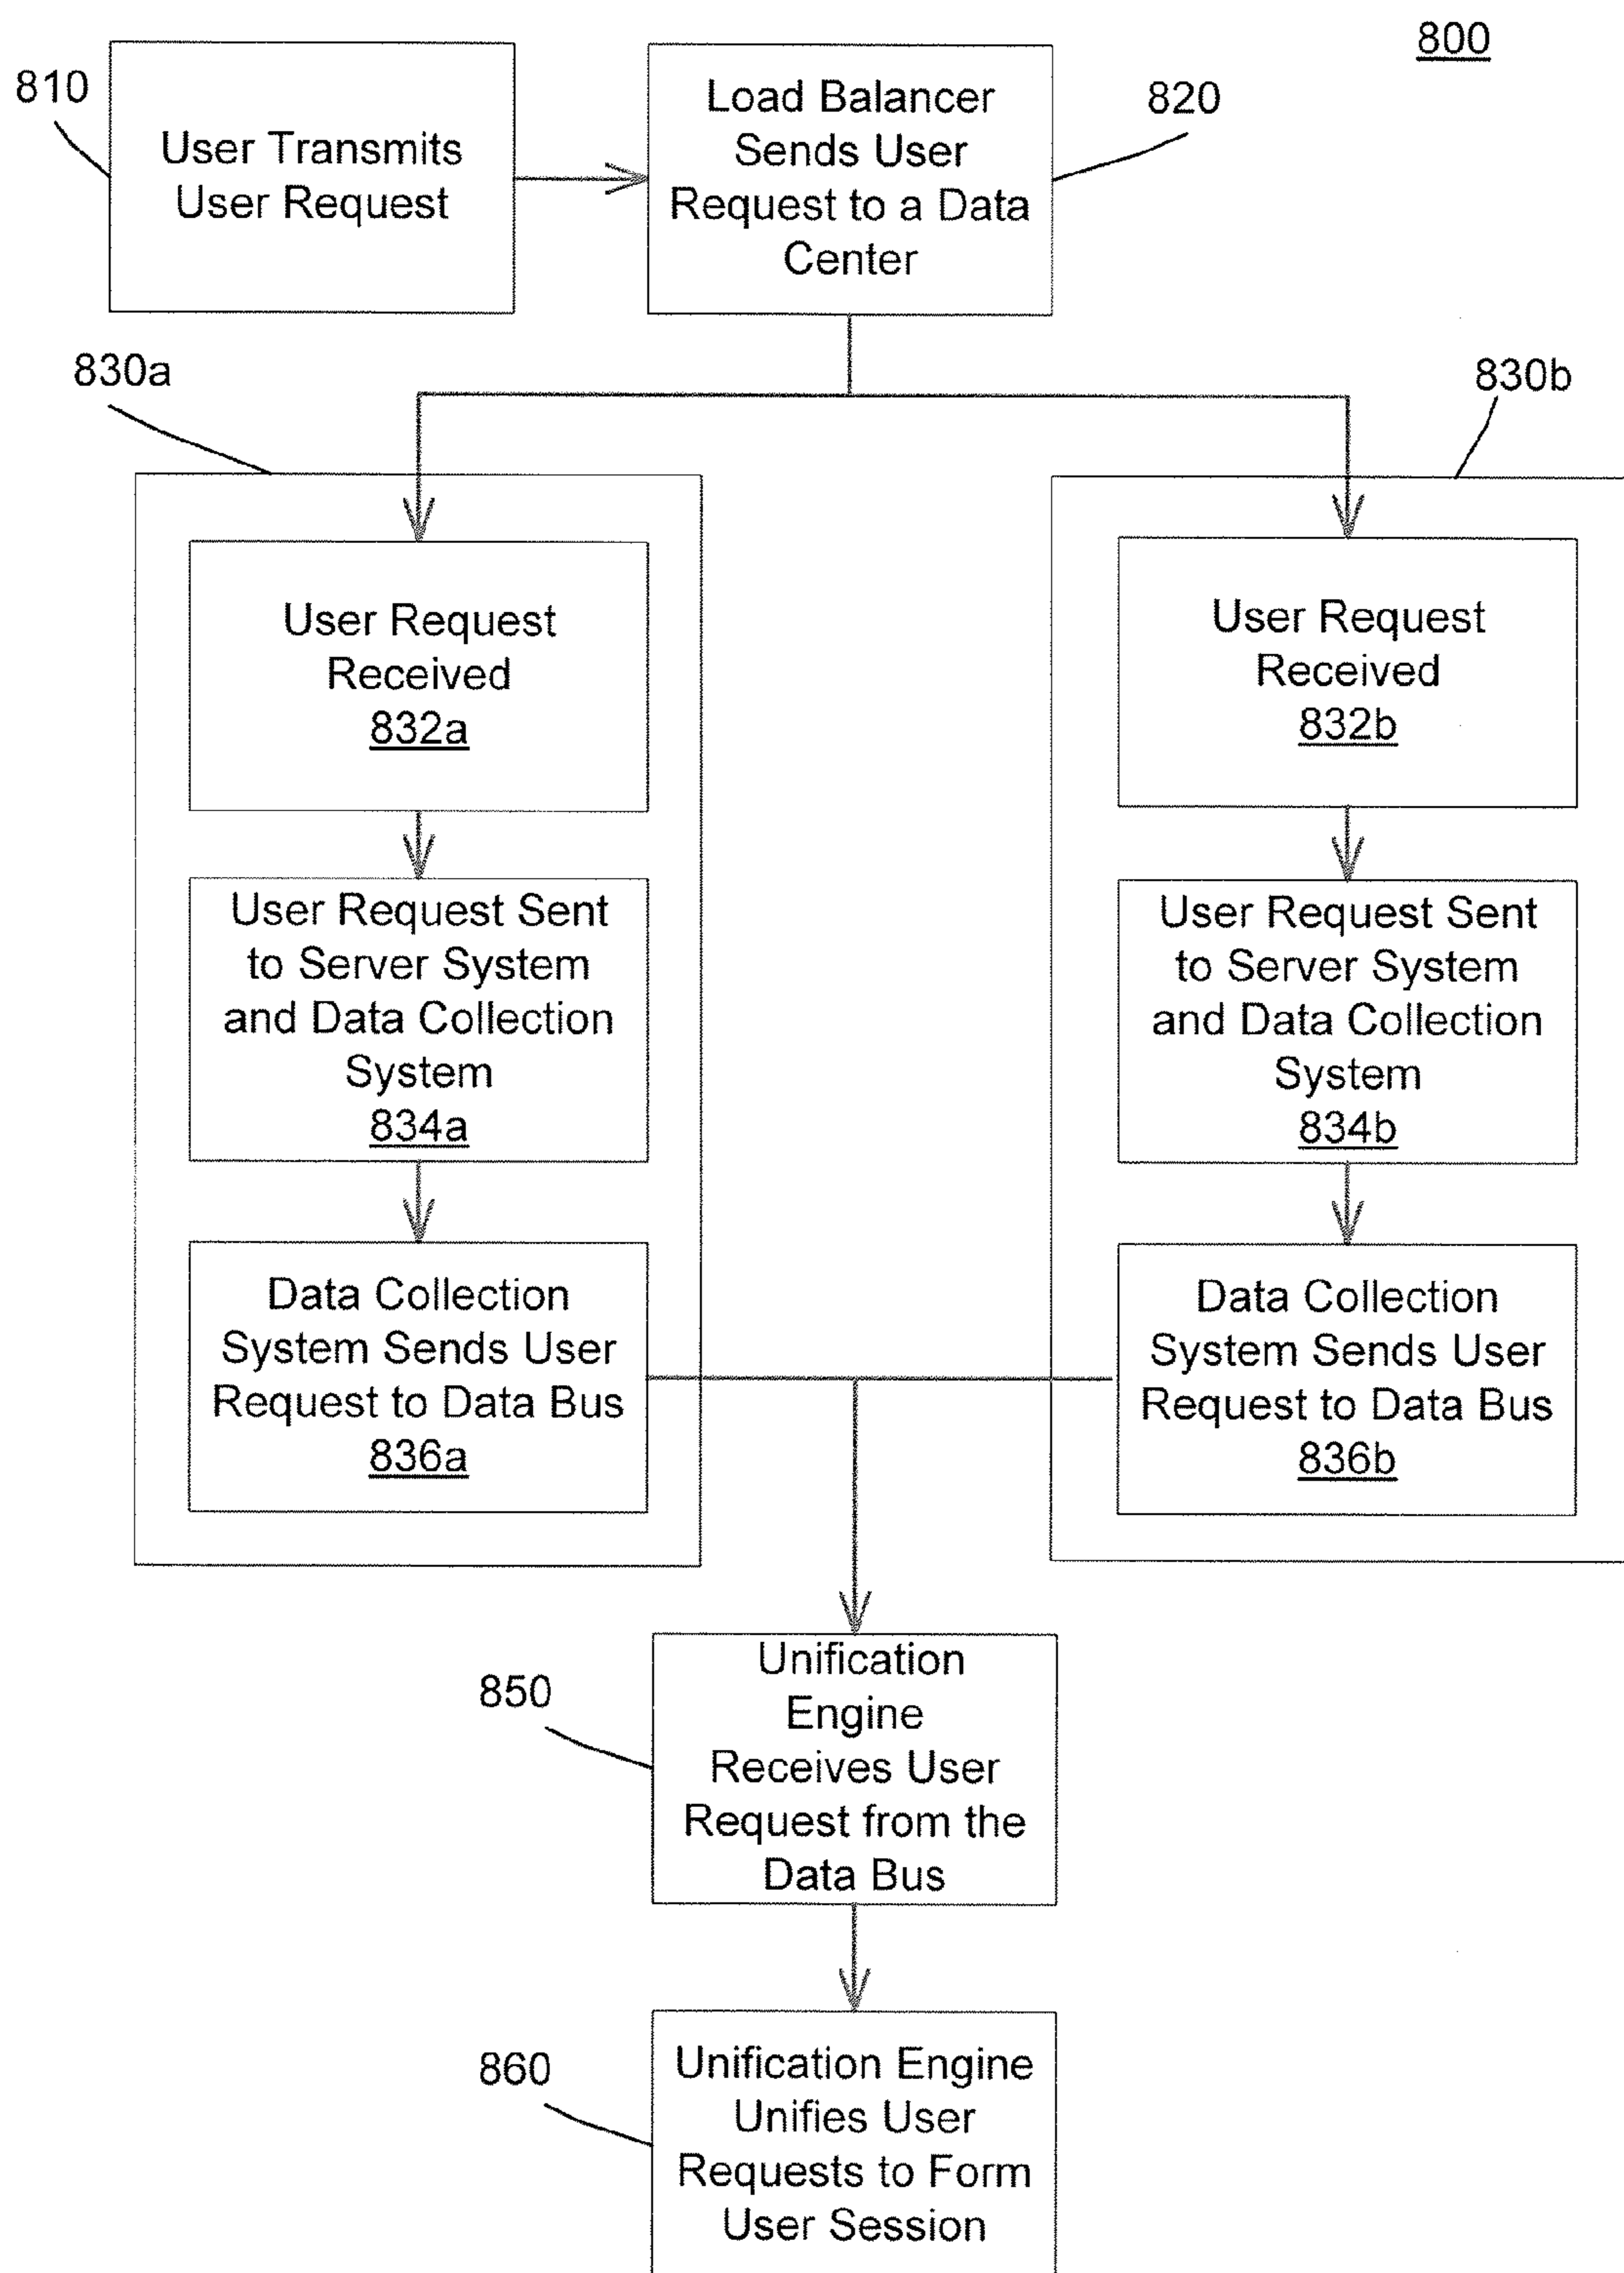 800
810
User Transmits
User Request
Load Balancer
Sends User
Request to a Data
Center
820
830a
830b
User Request
Received
832a
User Request Sent
to Server System
and Data Collection
System
834a
Data Collection
System Sends User
Request to Data Bus
836a
User Request
Received
832b
User Request Sent
to Server System
and Data Collection
System
834b
Data Collection
System Sends User
Request to Data Bus
836b
850
Unification
Engine
Receives User
Request from the
Data Bus
860
Unification Engine
Unifies User
Requests to Form
User Session